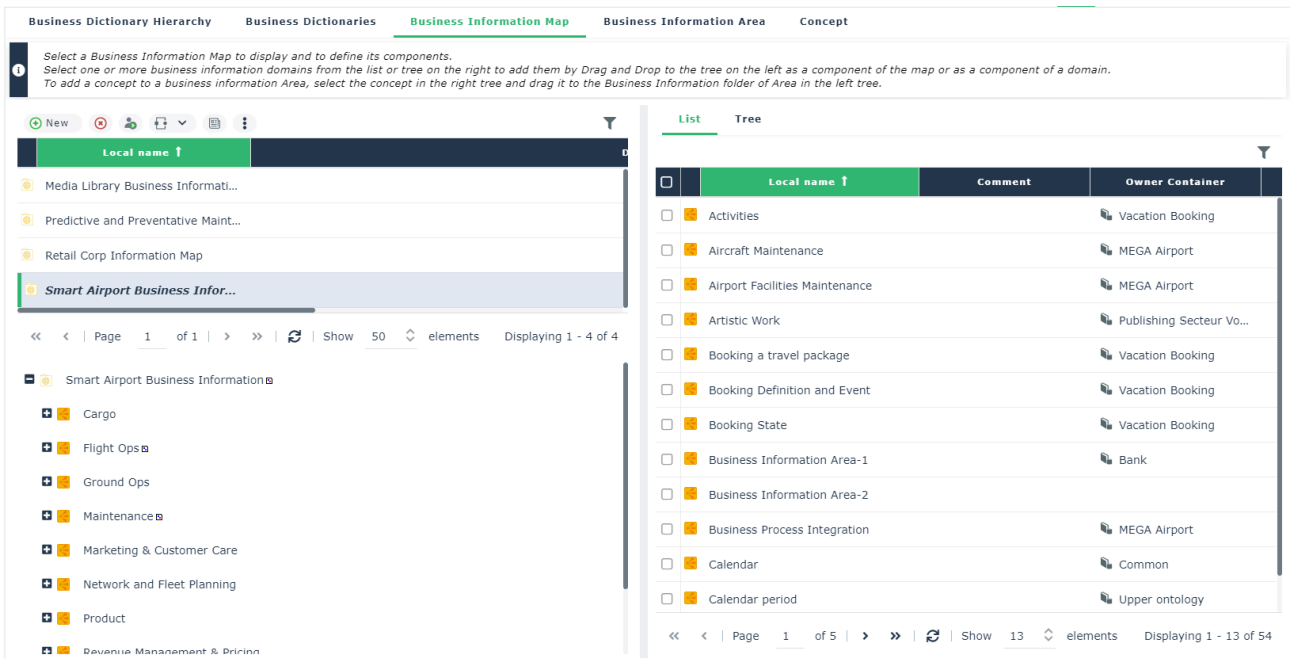 Business Dictionary Hierarchy Business Dictionaries Business Information Map Business Information Area Concept
Select a Business Information Map to display and to define its components.
Select one or more business information domains from the list or tree on the right to add them by Drag and Drop to the tree on the left as a component of the map or as a component of a domain.
To add a concept to a business information Area, select the concept in the right tree and drag it to the Business Information folder of Area in the left tree.
New
Local name ↑
Media Library Business Informati...
Predictive and Preventative Maint...
Retail Corp Information Map
Smart Airport Business Infor...
<< < | Page 1 of 1 | > >> | Show 50 elements Displaying 1 - 4 of 4
Smart Airport Business Information
Cargo
Flight Ops
Ground Ops
Maintenance
Marketing & Customer Care
Network and Fleet Planning
Product
Revenue Management & Pricing
List Tree
Local name ↑ Comment Owner Container
Activities Vacation Booking
Aircraft Maintenance MEGA Airport
Airport Facilities Maintenance MEGA Airport
Artistic Work Publishing Secteur Vo...
Booking a travel package Vacation Booking
Booking Definition and Event Vacation Booking
Booking State Vacation Booking
Business Information Area-1 Bank
Business Information Area-2
Business Process Integration MEGA Airport
Calendar Common
Calendar period Upper ontology
<< < | Page 1 of 5 | > >> | Show 13 elements Displaying 1 - 13 of 54